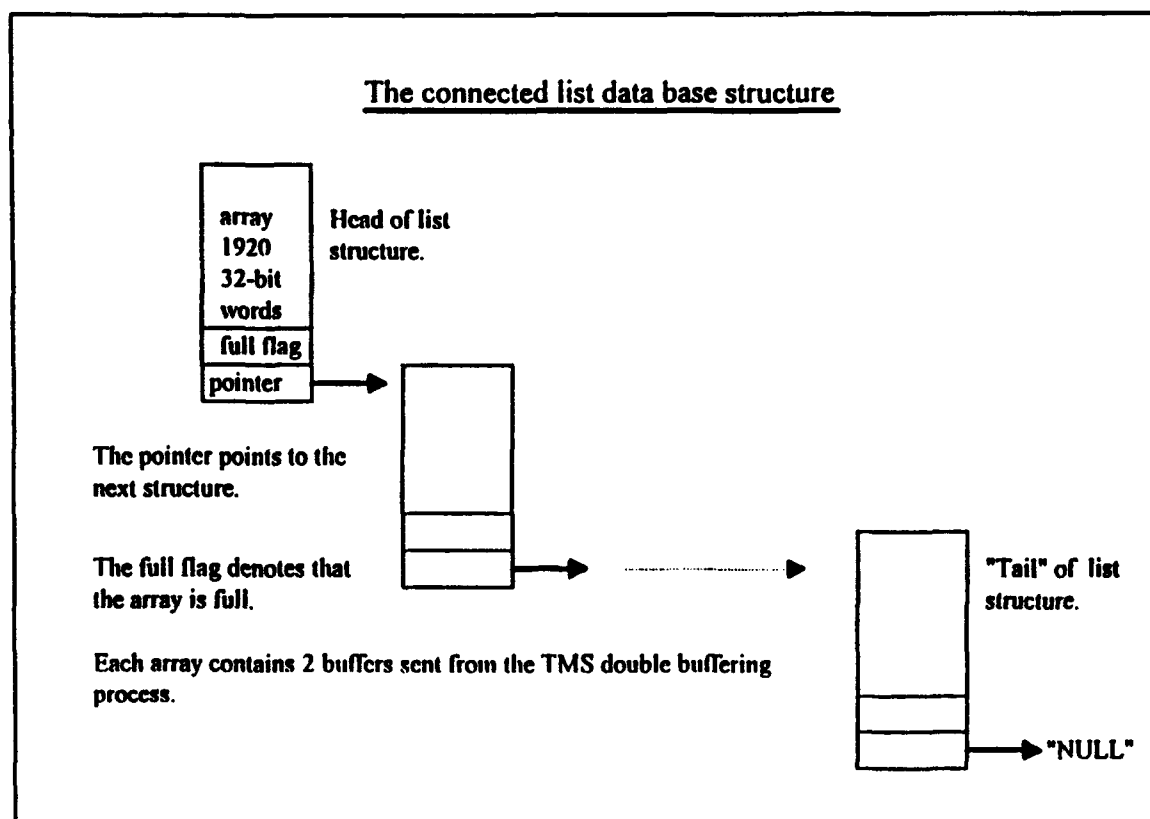 The connected list data base structure
array
1920
32-bit
words
full flag
pointer
Head of list
structure.
The pointer points to the
next structure.
The full flag denotes that
the array is full.
Each array contains 2 buffers sent from the TMS double buffering
process.
"Tail" of list
structure.
"NULL"